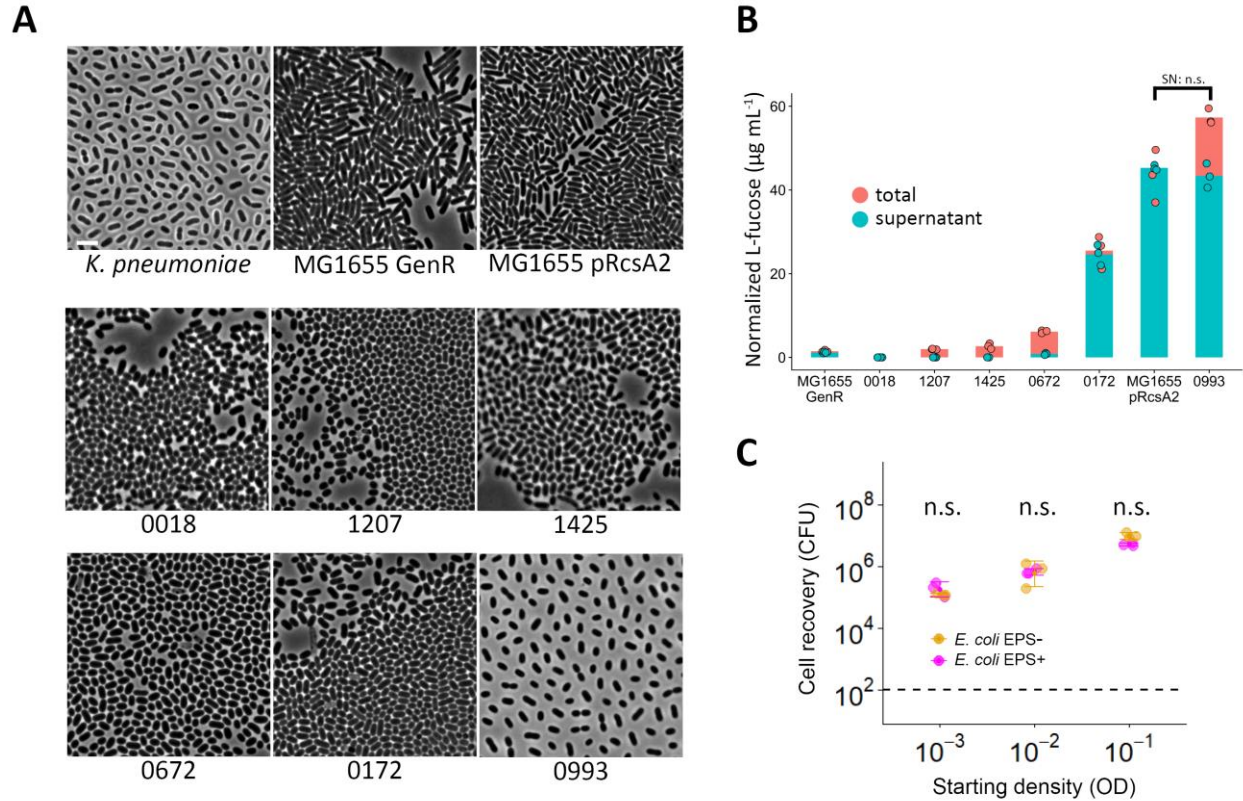 A
K. pneumoniae
MG1655 GenR
MG1655 pRcsA2
0018
1207
1425
0672
0172
0993
B
SN: n.s.
Normalized L-fucose (µg mL⁻¹)
60
40
20
0
total
supernatant
MG1655
GenR
0018
1207
1425
0672
0172
MG1655
pRcsA2
0993
C
Cell recovery (CFU)
10⁸
10⁶
10⁴
10²
n.s.
n.s.
n.s.
E. coli EPS-
E. coli EPS+
10⁻³
10⁻²
10⁻¹
Starting density (OD)